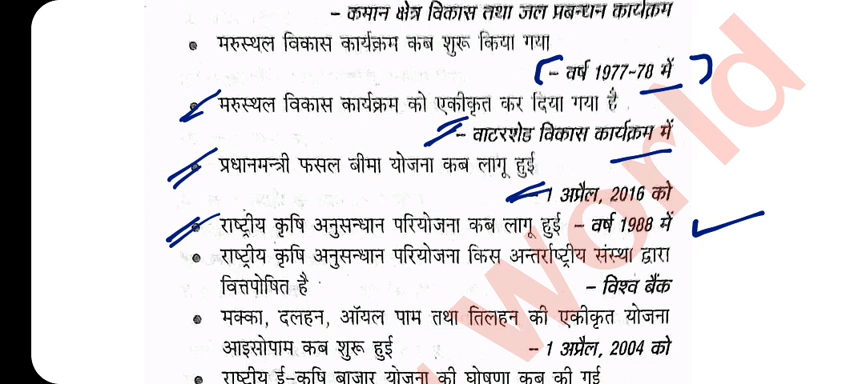 – कमान क्षेत्र विकास तथा जल प्रबन्धन कार्यक्रम
• मरुस्थल विकास कार्यक्रम कब शुरू किया गया
– वर्ष 1977-78 में
• मरुस्थल विकास कार्यक्रम को एकीकृत कर दिया गया है
– वाटरशेड विकास कार्यक्रम में
• प्रधानमन्त्री फसल बीमा योजना कब लागू हुई
– 1 अप्रैल, 2016 को
• राष्ट्रीय कृषि अनुसन्धान परियोजना कब लागू हुई – वर्ष 1988 में
• राष्ट्रीय कृषि अनुसन्धान परियोजना किस अन्तर्राष्ट्रीय संस्था द्वारा
वित्तपोषित है – विश्व बैंक
• मक्का, दलहन, ऑयल पाम तथा तिलहन की एकीकृत योजना
आइसोपाम कब शुरू हुई – 1 अप्रैल, 2004 को
• राष्ट्रीय ई-कृषि बाजार योजना की घोषणा कब की गई
World